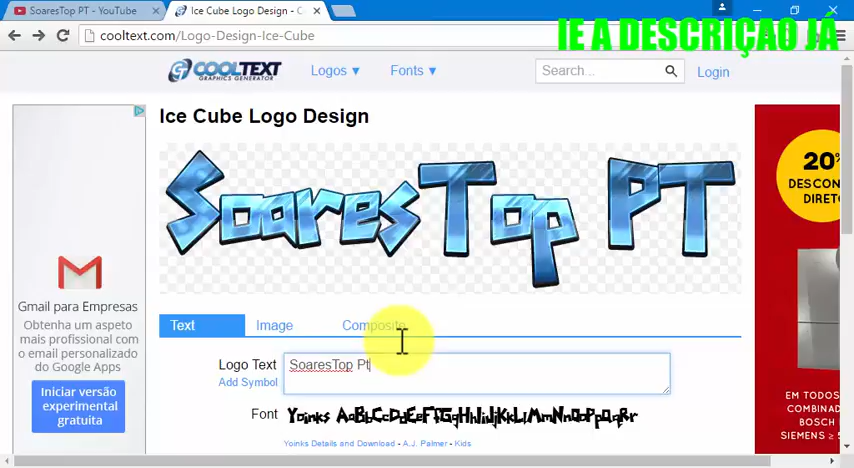 SoaresTop PT - YouTube
Ice Cube Logo Design - C
IE A DESCRIÇAO JÁ
cooltext.com/Logo-Design-Ice-Cube
COOLTEXT
GRAPHICS GENERATOR
Logos ▾
Fonts ▾
Search...
Login
Ice Cube Logo Design
SoaresTop PT
Gmail para Empresas
Obtenha um aspeto
mais profissional com
o email personalizado
do Google Apps
Iniciar versão
experimental
gratuita
Text
Image
Composite
Logo Text
SoaresTop Pt
Add Symbol
Font
Yoinks AaBbCcDdEeFfGgHhIiJjKkLlMmNnOoPpQqRr
Yoinks Details and Download - A.J. Palmer - Kids
20
DESCON
DIRET
EM TODOS
COMBINAD
BOSCH
SIEMENS ≥ 5